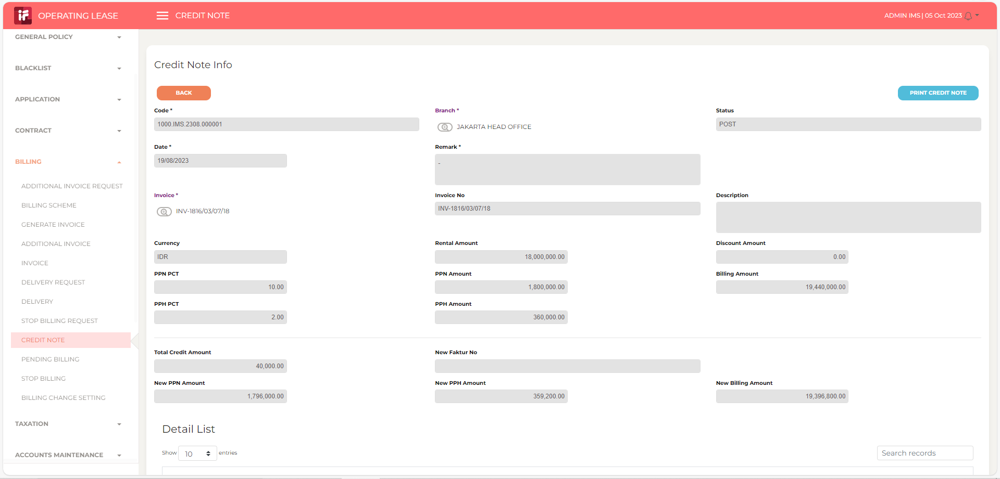 OPERATING LEASE
CREDIT NOTE
ADMIN IMS | 05 Oct 2023
GENERAL POLICY
BLACKLIST
APPLICATION
CONTRACT
BILLING
ADDITIONAL INVOICE REQUEST
BILLING SCHEME
GENERATE INVOICE
ADDITIONAL INVOICE
INVOICE
DELIVERY REQUEST
DELIVERY
STOP BILLING REQUEST
CREDIT NOTE
PENDING BILLING
STOP BILLING
BILLING CHANGE SETTING
TAXATION
ACCOUNTS MAINTENANCE
Credit Note Info
BACK
PRINT CREDIT NOTE
Code *
1000.IMS.2308.000001
Branch *
JAKARTA HEAD OFFICE
Status
POST
Date *
19/08/2023
Remark *
-
Invoice *
INV-1816/03/07/18
Invoice No
INV-1816/03/07/18
Description
Currency
IDR
Rental Amount
18,000,000.00
Discount Amount
0.00
PPN PCT
10.00
PPN Amount
1,800,000.00
Billing Amount
19,440,000.00
PPH PCT
2.00
PPH Amount
360,000.00
Total Credit Amount
40,000.00
New Faktur No
New PPN Amount
1,796,000.00
New PPH Amount
359,200.00
New Billing Amount
19,396,800.00
Detail List
Show 10 entries
Search records